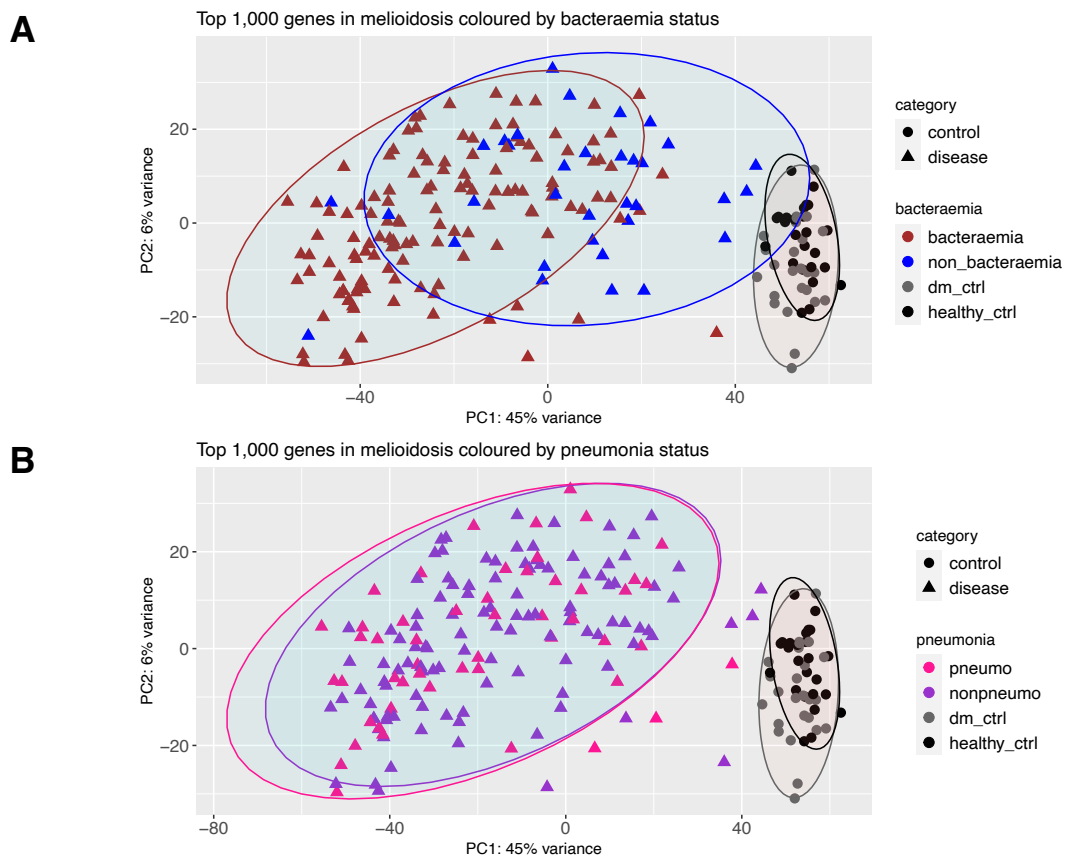 A
Top 1,000 genes in melioidosis coloured by bacteraemia status
PC2: 6% variance
20
0
−20
−40
0
40
PC1: 45% variance
category
control
disease
bacteraemia
bacteraemia
non_bacteraemia
dm_ctrl
healthy_ctrl
B
Top 1,000 genes in melioidosis coloured by pneumonia status
PC2: 6% variance
20
0
−20
−80
−40
0
40
PC1: 45% variance
category
control
disease
pneumonia
pneumo
nonpneumo
dm_ctrl
healthy_ctrl